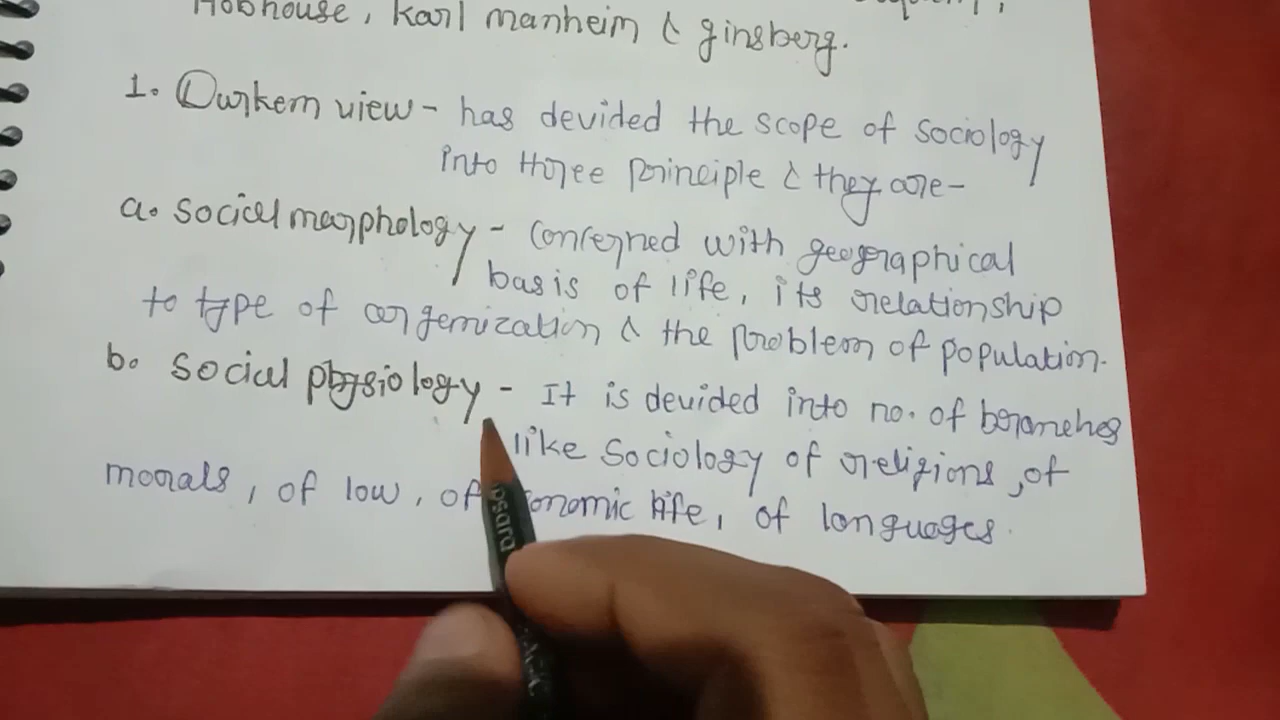 Hobhouse, Karl manheim & ginsberg.
1. Durkem view - has devided the scope of sociology
into three principle & they are-
a. Social morphology - Concerned with geographical
basis of life, its relationship
to type of orgenization & the problem of population.
b. Social physiology - It is devided into no. of branches
like Sociology of religions, of
morals, of low, of onomic life, of languages.